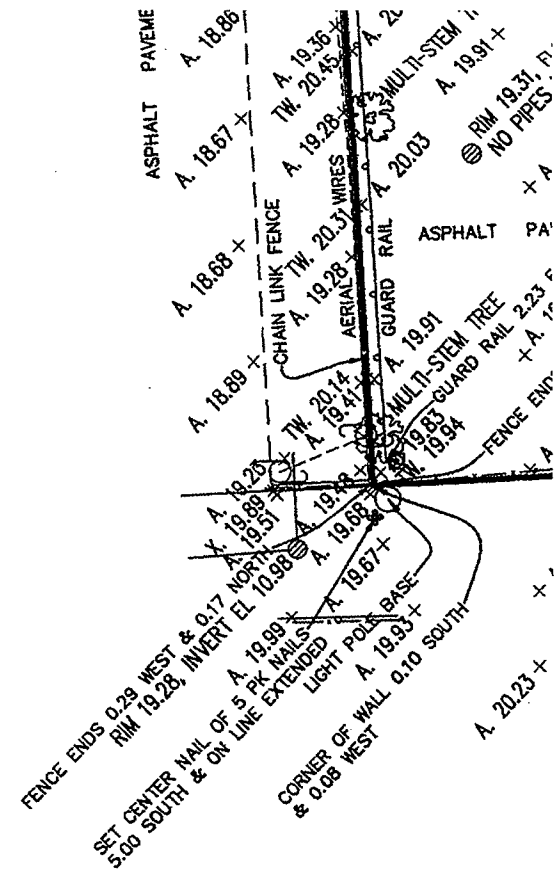 A. 18.86
A. 19.36
TW. 20.45
MULTI-STEM
A. 19.91
ASPHALT PAVEME
A. 18.67
A. 19.28
RIM 19.31,
NO PIPES
A. 20.03
AERIAL WIRES
TW. 20.31
A. 19.28
GUARD RAIL
ASPHALT
A. 18.68
CHAIN LINK FENCE
A. 19.91
A. 18.89
TW. 20.14
A. 19.41
MULTI-STEM TREE
GUARD RAIL 2.23
19.83
TW. 19.94
FENCE ENDS
X. 19.89
A. 19.51
A. 19.48
A. 19.68
A. 19.67
FENCE ENDS 0.29 WEST & 0.17 NORTH
RIM 19.28, INVERT EL 10.98
A. 19.99
SET CENTER NAIL OF 5 PK NAILS
5.00 SOUTH & ON LINE EXTENDED
LIGHT POLE BASE
A. 19.93
CORNER OF WALL 0.10 SOUTH
& 0.08 WEST
A. 20.23